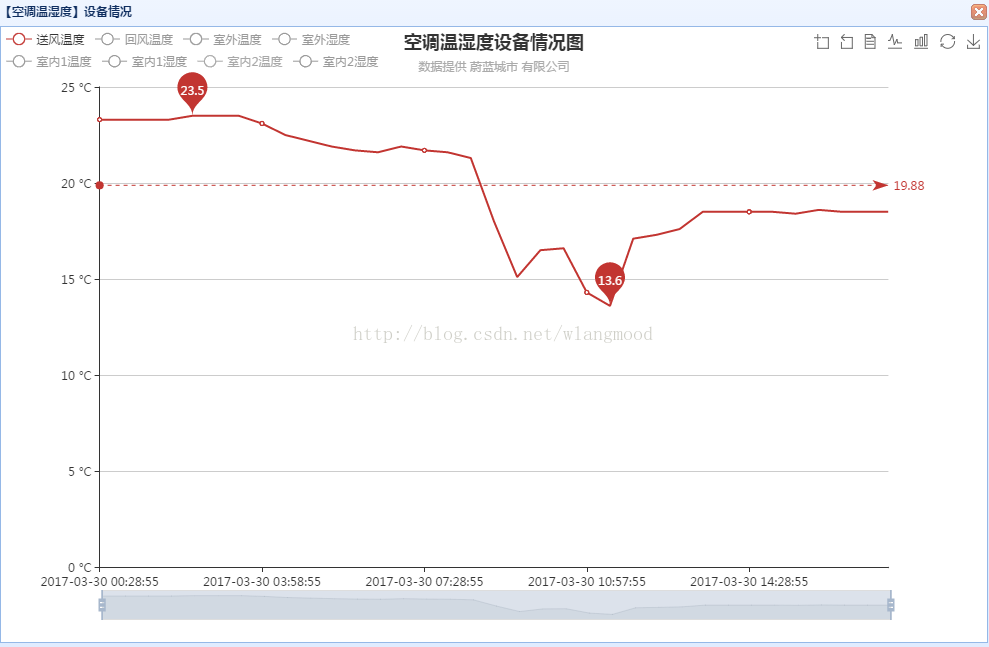 【空调温湿度】设备情况
送风温度 回风温度 室外温度 室外湿度
室内1温度 室内1湿度 室内2温度 室内2湿度
空调温湿度设备情况图
数据提供 蔚蓝城市 有限公司
25 °C
23.5
20 °C
19.88
15 °C
13.6
http://blog.csdn.net/wlangmood
10 °C
5 °C
0 °C
2017-03-30 00:28:55 2017-03-30 03:58:55 2017-03-30 07:28:55 2017-03-30 10:57:55 2017-03-30 14:28:55